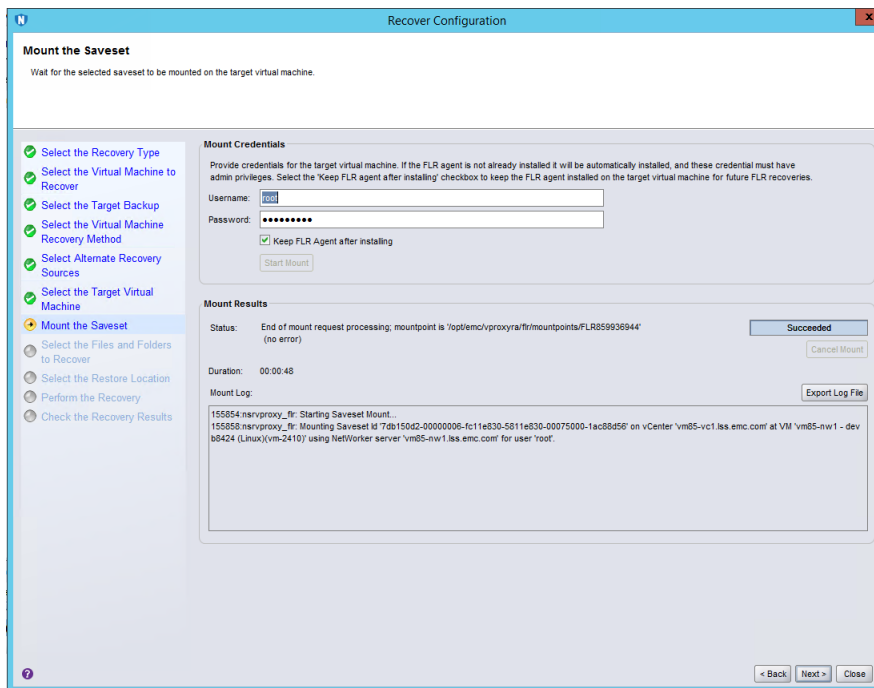 N
Recover Configuration
x
Mount the Saveset
Wait for the selected saveset to be mounted on the target virtual machine.
Select the Recovery Type
Select the Virtual Machine to
Recover
Select the Target Backup
Select the Virtual Machine
Recovery Method
Select Alternate Recovery
Sources
Select the Target Virtual
Machine
Mount the Saveset
Select the Files and Folders
to Recover
Select the Restore Location
Perform the Recovery
Check the Recovery Results
Mount Credentials
Provide credentials for the target virtual machine. If the FLR agent is not already installed it will be automatically installed, and these credential must have
admin privileges. Select the 'Keep FLR agent after installing' checkbox to keep the FLR agent installed on the target virtual machine for future FLR recoveries.
Username: root
Password: •••••••••
Keep FLR Agent after installing
Start Mount
Mount Results
Status: End of mount request processing; mountpoint is '/opt/emc/vproxyra/flr/mountpoints/FLR859936944'
(no error)
Succeeded
Cancel Mount
Duration: 00:00:48
Mount Log:
Export Log File
155854:nsrvproxy_flr: Starting Saveset Mount...
155858:nsrvproxy_flr: Mounting Saveset Id '7db150d2-00000006-fc11e830-5811e830-00075000-1ac88d56' on vCenter 'vm85-vc1.lss.emc.com' at VM 'vm85-nw1 - dev
b8424 (Linux)(vm-2410)' using NetWorker server 'vm85-nw1.lss.emc.com' for user 'root'.
?
< Back
Next >
Close